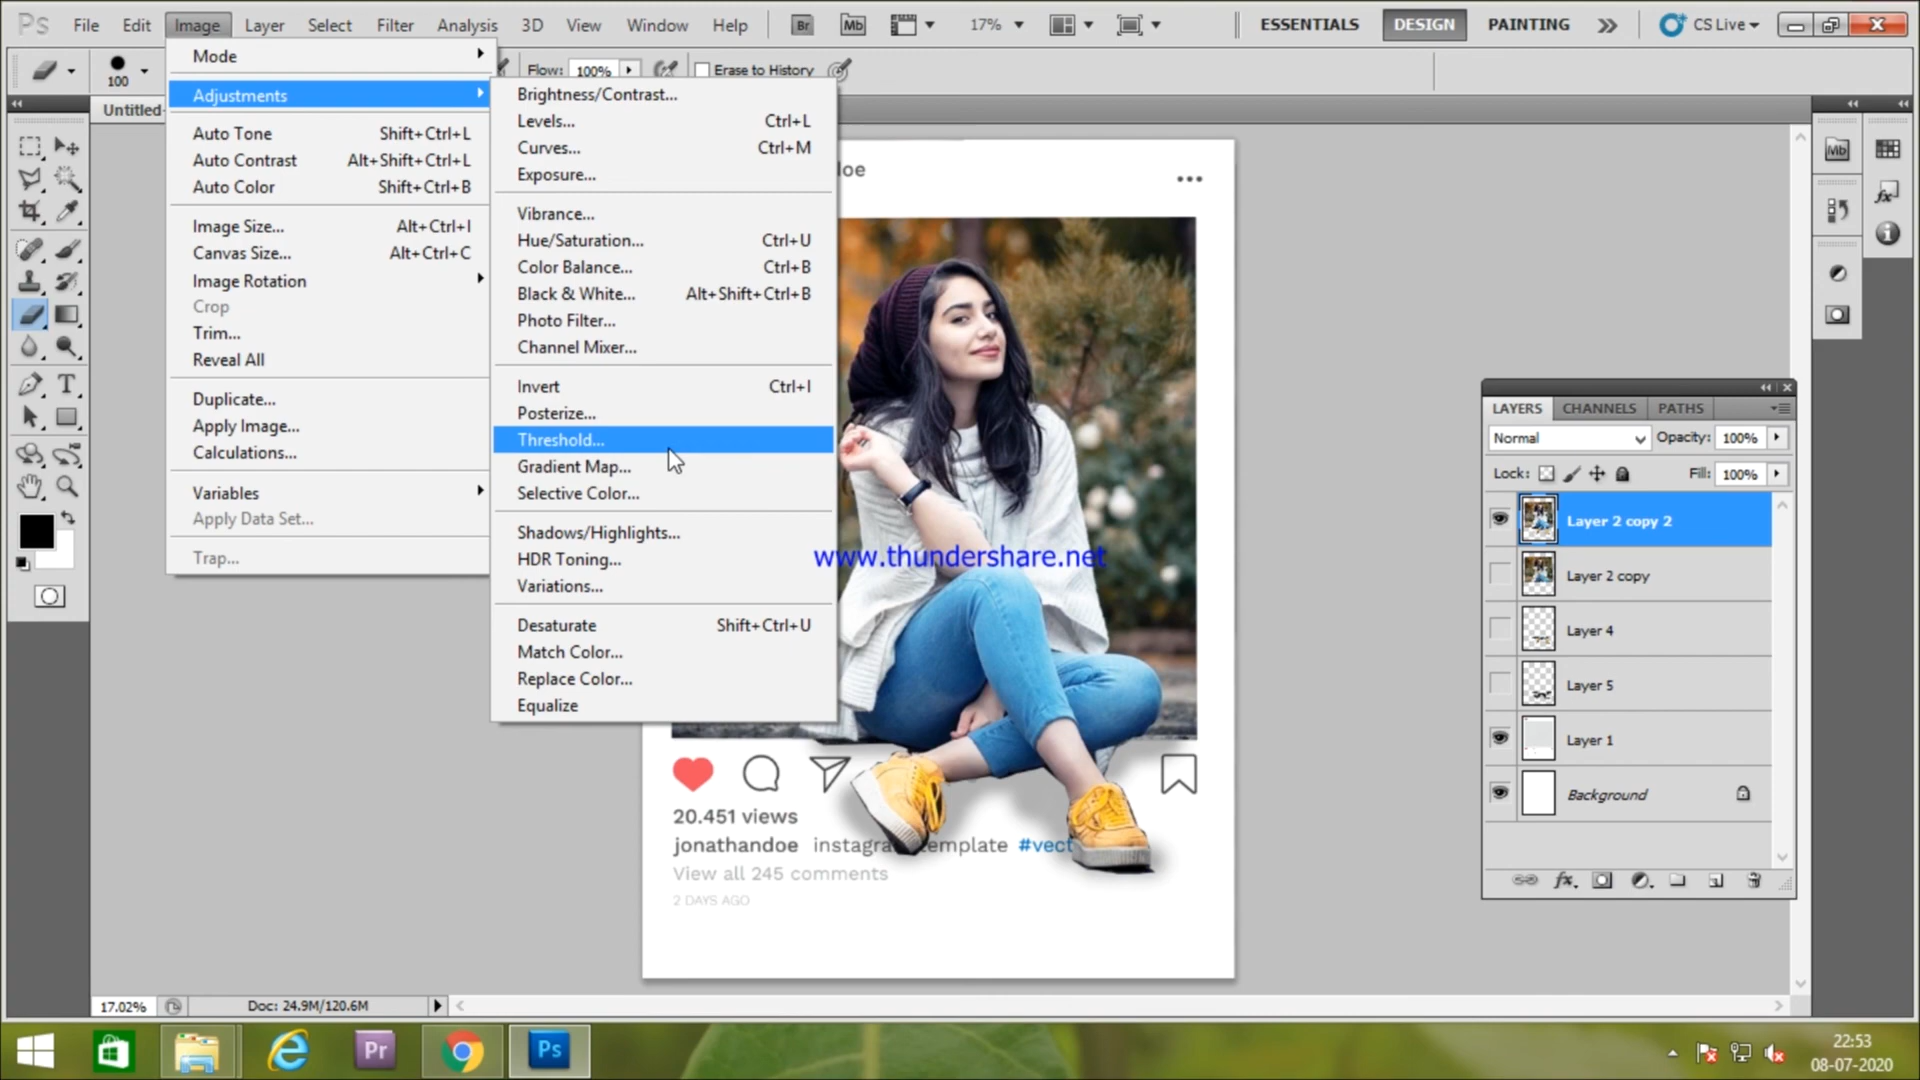 Ps File Edit Image Layer Select Filter Analysis 3D View Window Help Br Mb 17% ESSENTIALS DESIGN PAINTING CS Live
100 Flow: 100% Erase to History
Untitled-
Mode
Adjustments
Auto Tone Shift+Ctrl+L
Auto Contrast Alt+Shift+Ctrl+L
Auto Color Shift+Ctrl+B
Image Size... Alt+Ctrl+I
Canvas Size... Alt+Ctrl+C
Image Rotation
Crop
Trim...
Reveal All
Duplicate...
Apply Image...
Calculations...
Variables
Apply Data Set...
Trap...
Brightness/Contrast...
Levels... Ctrl+L
Curves... Ctrl+M
Exposure...
Vibrance...
Hue/Saturation... Ctrl+U
Color Balance... Ctrl+B
Black & White... Alt+Shift+Ctrl+B
Photo Filter...
Channel Mixer...
Invert Ctrl+I
Posterize...
Threshold...
Gradient Map...
Selective Color...
Shadows/Highlights...
HDR Toning...
Variations...
Desaturate Shift+Ctrl+U
Match Color...
Replace Color...
Equalize
doe
www.thundershare.net
20.451 views
jonathandoe instagram template #vect
View all 245 comments
2 DAYS AGO
Mb
LAYERS CHANNELS PATHS
Normal Opacity: 100%
Lock: Fill: 100%
Layer 2 copy 2
Layer 2 copy
Layer 4
Layer 5
Layer 1
Background
fx
17.02% Doc: 24.9M/120.6M
Pr Ps
22:53
08-07-2020